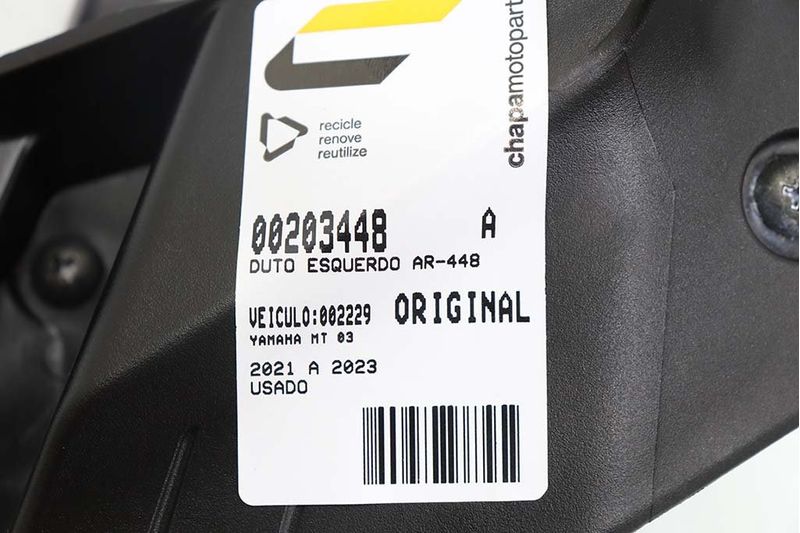 chapamotopart
recicle
renove
reutilize
00203448 A
DUTO ESQUERDO AR-448
VEICULO:002229 ORIGINAL
YAMAHA MT 03
2021 A 2023
USADO